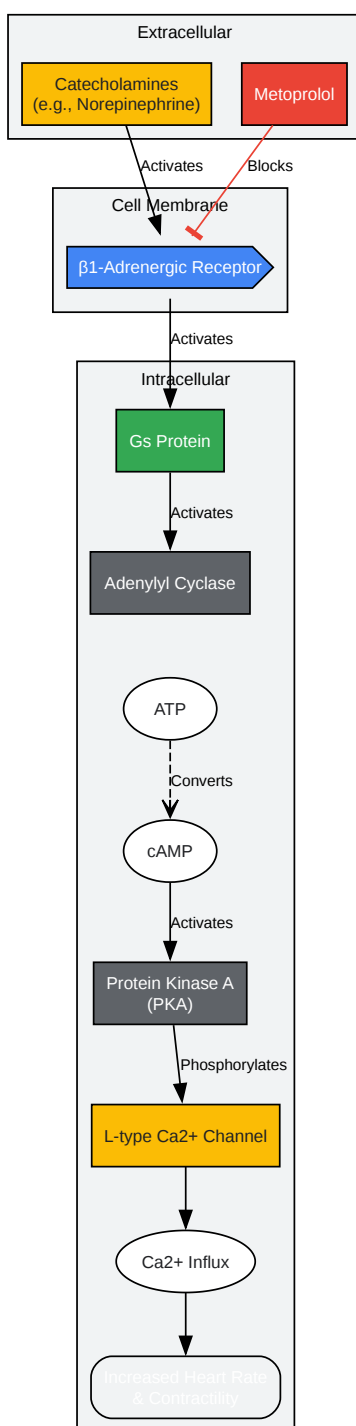 Extracellular
Catecholamines
(e.g., Norepinephrine)
Metoprolol
Activates
Blocks
Cell Membrane
β1-Adrenergic Receptor
Activates
Intracellular
Gs Protein
Activates
Adenylyl Cyclase
ATP
Converts
cAMP
Activates
Protein Kinase A
(PKA)
Phosphorylates
L-type Ca2+ Channel
Ca2+ Influx
Increased Heart Rate
& Contractility